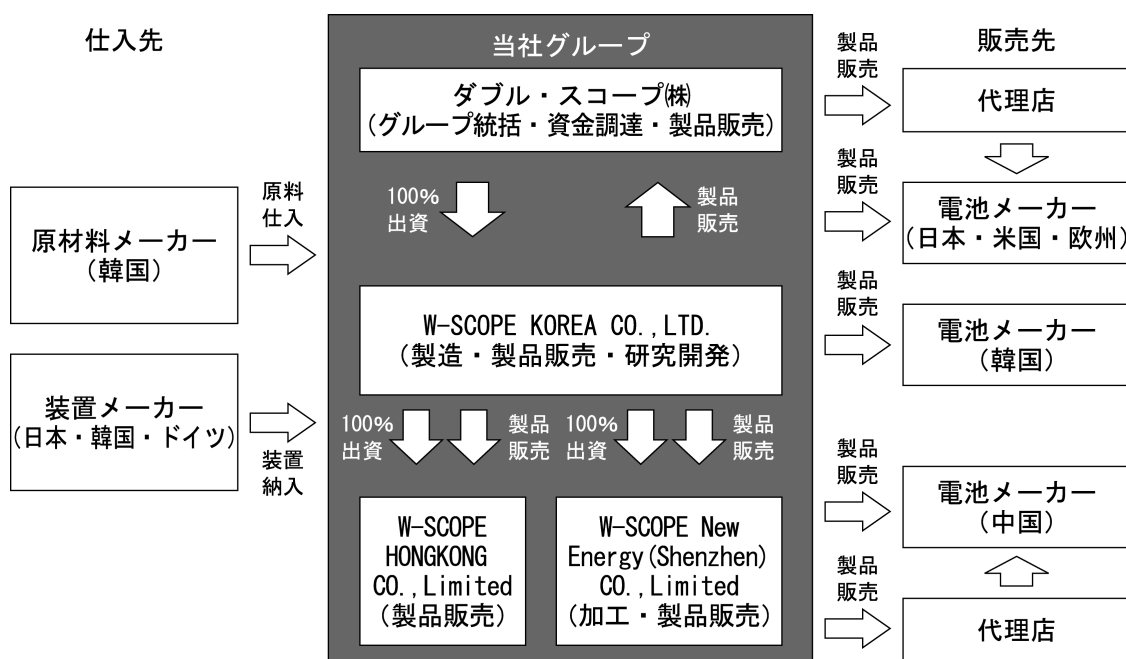 仕入先
原材料メーカー
(韓国)
原料
仕入
装置メーカー
(日本・韓国・ドイツ)
装置
納入
当社グループ
ダブル・スコープ㈱
(グループ統括・資金調達・製品販売)
100%
出資
製品
販売
W-SCOPE KOREA CO.,LTD.
(製造・製品販売・研究開発)
100%
出資
製品
販売
100%
出資
製品
販売
W-SCOPE
HONGKONG
CO.,Limited
(製品販売)
W-SCOPE New
Energy(Shenzhen)
CO.,Limited
(加工・製品販売)
販売先
製品
販売
代理店
製品
販売
電池メーカー
(日本・米国・欧州)
製品
販売
電池メーカー
(韓国)
製品
販売
電池メーカー
(中国)
製品
販売
代理店